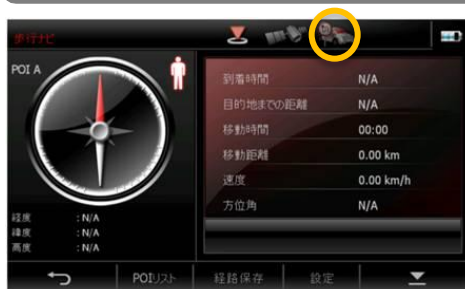 歩行ナビ
POI A
到着時間 N/A
目的地までの距離 N/A
移動時間 00:00
移動距離 0.00 km
速度 0.00 km/h
方位角 N/A
経度 : N/A
緯度 : N/A
高度 : N/A
POIリスト 経路保存 設定